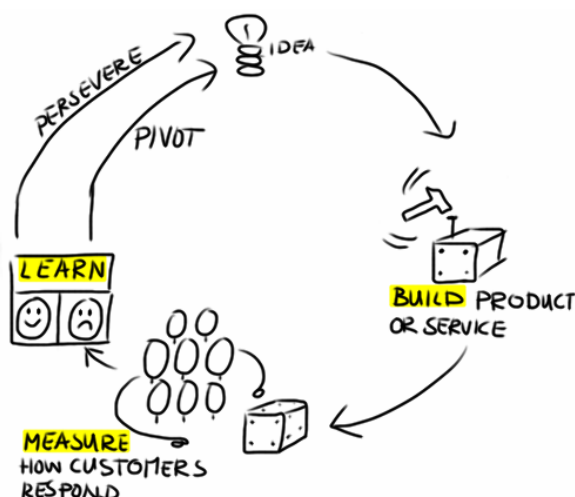 IDEA
PERSEVERE
PIVOT
BUILD PRODUCT
OR SERVICE
LEARN
MEASURE
HOW CUSTOMERS
RESPOND